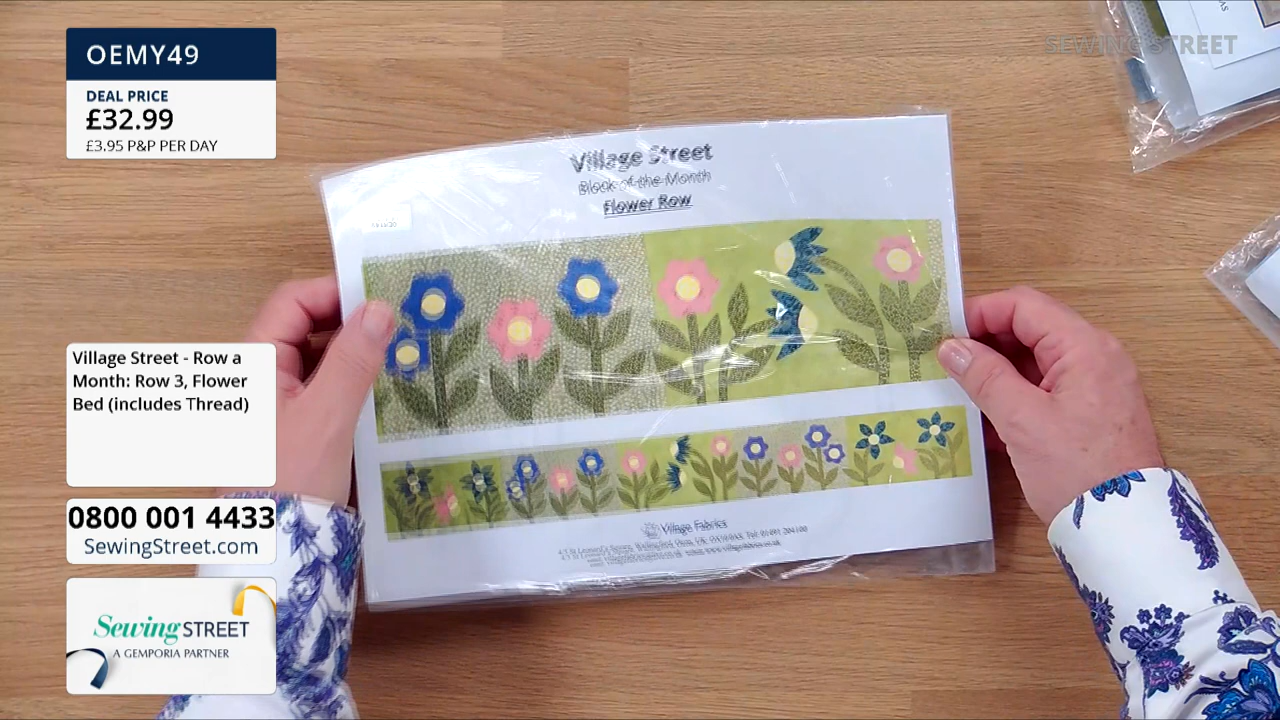 OEMY49
DEAL PRICE
£32.99
£3.95 P&P PER DAY
SEWING STREET
Village Street
Block of the Month
Flower Row
Village Street - Row a
Month: Row 3, Flower
Bed (includes Thread)
Village Fabrics
0800 001 4433
SewingStreet.com
Sewing STREET
A GEMPORIA PARTNER